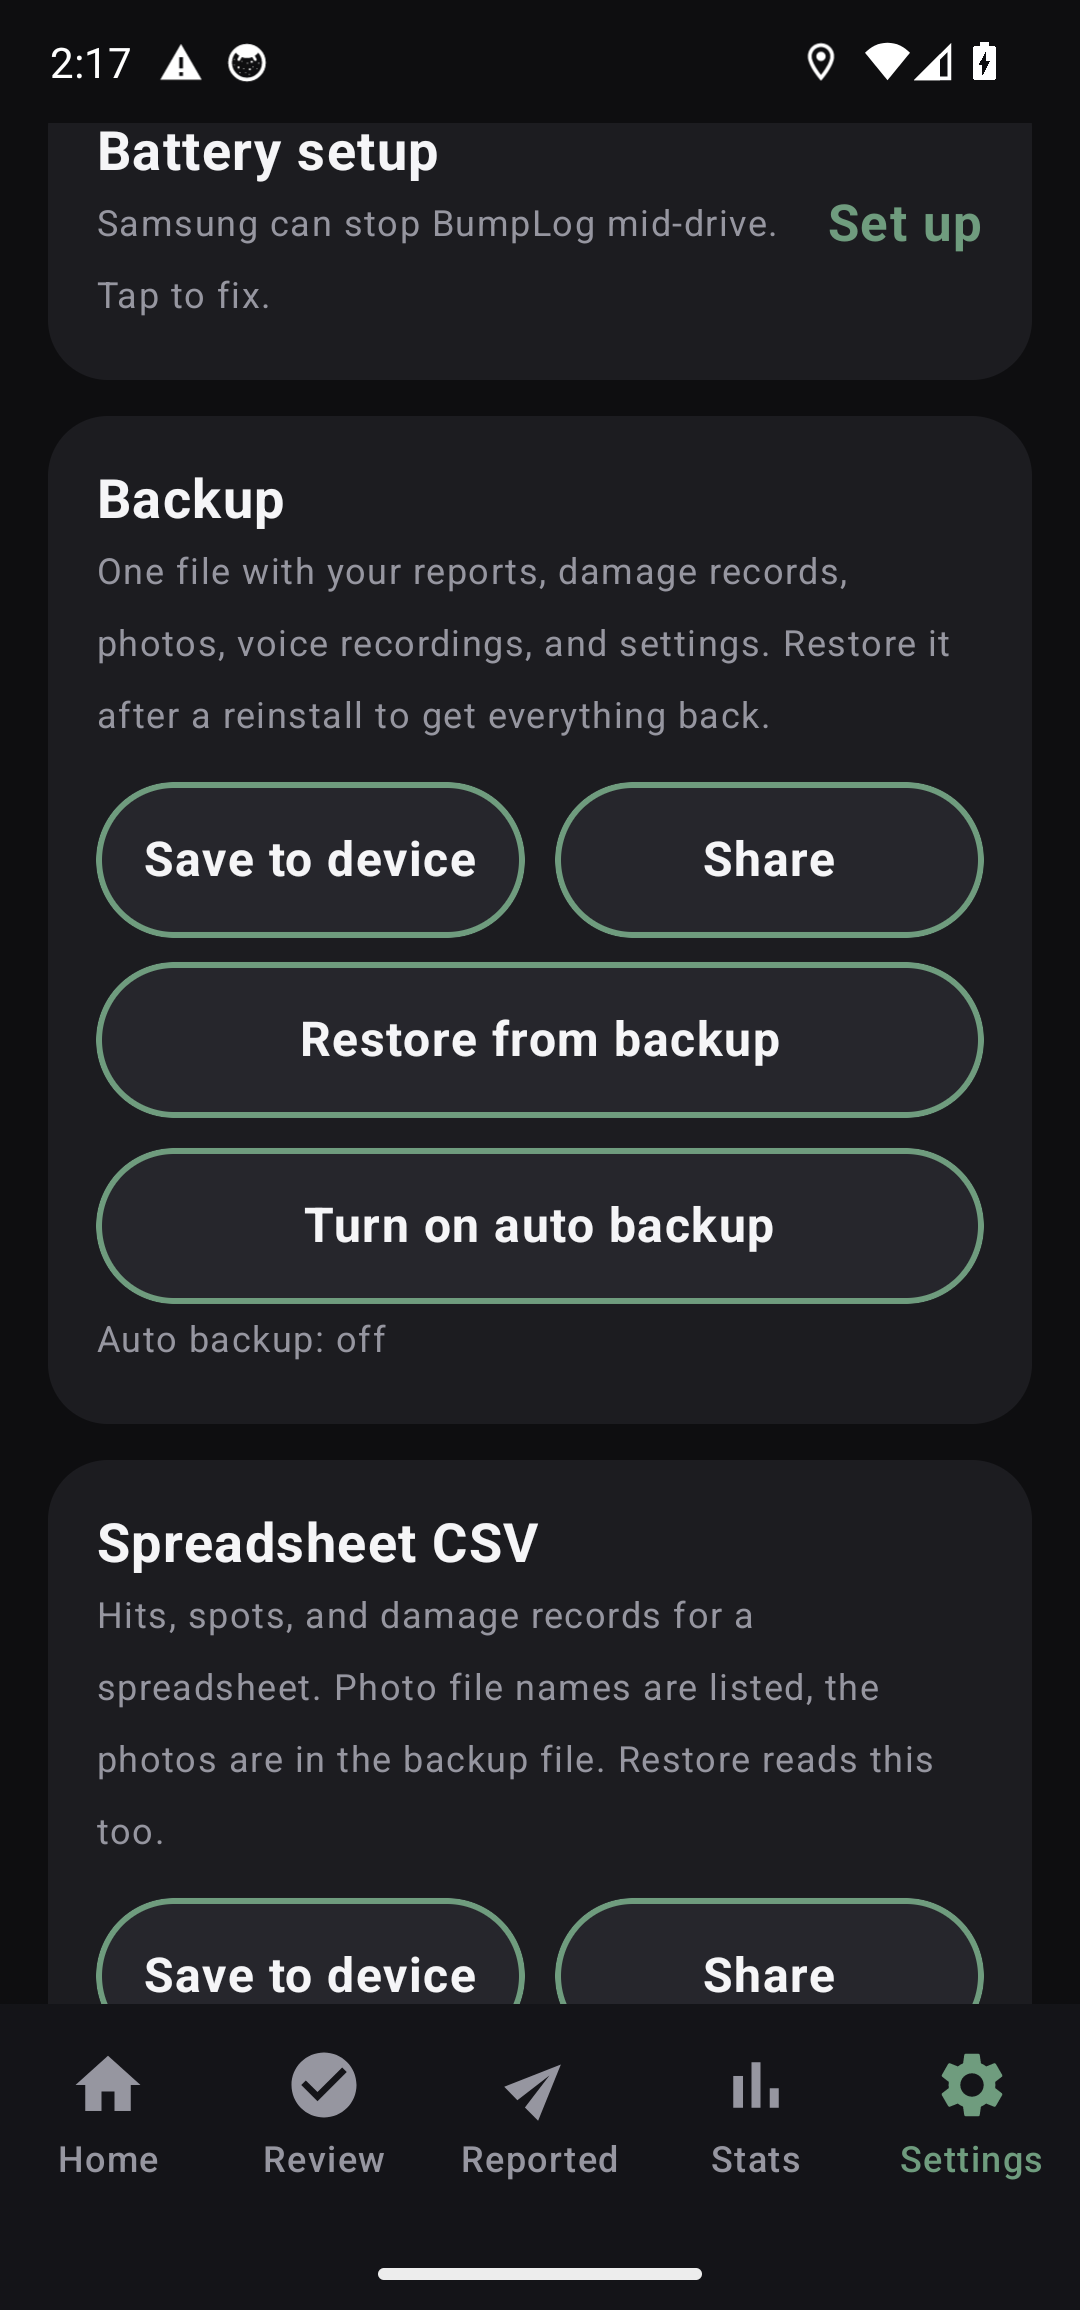 2:17
Battery setup
Samsung can stop BumpLog mid-drive.
Tap to fix.
Set up
Backup
One file with your reports, damage records,
photos, voice recordings, and settings. Restore it
after a reinstall to get everything back.
Save to device
Share
Restore from backup
Turn on auto backup
Auto backup: off
Spreadsheet CSV
Hits, spots, and damage records for a
spreadsheet. Photo file names are listed, the
photos are in the backup file. Restore reads this
too.
Save to device
Share
Home
Review
Reported
Stats
Settings